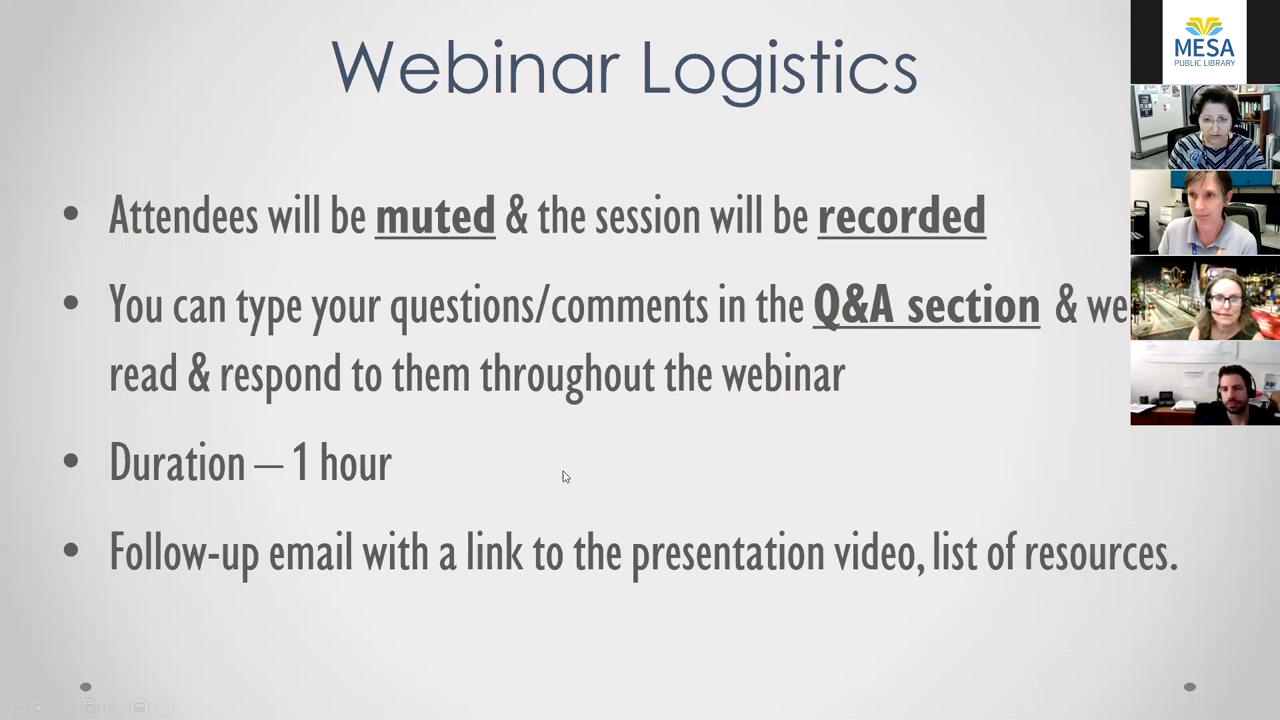 Webinar Logistics
MESA
PUBLIC LIBRARY
• Attendees will be muted & the session will be recorded
• You can type your questions/comments in the Q&A section & we
read & respond to them throughout the webinar
• Duration – 1 hour
• Follow-up email with a link to the presentation video, list of resources.